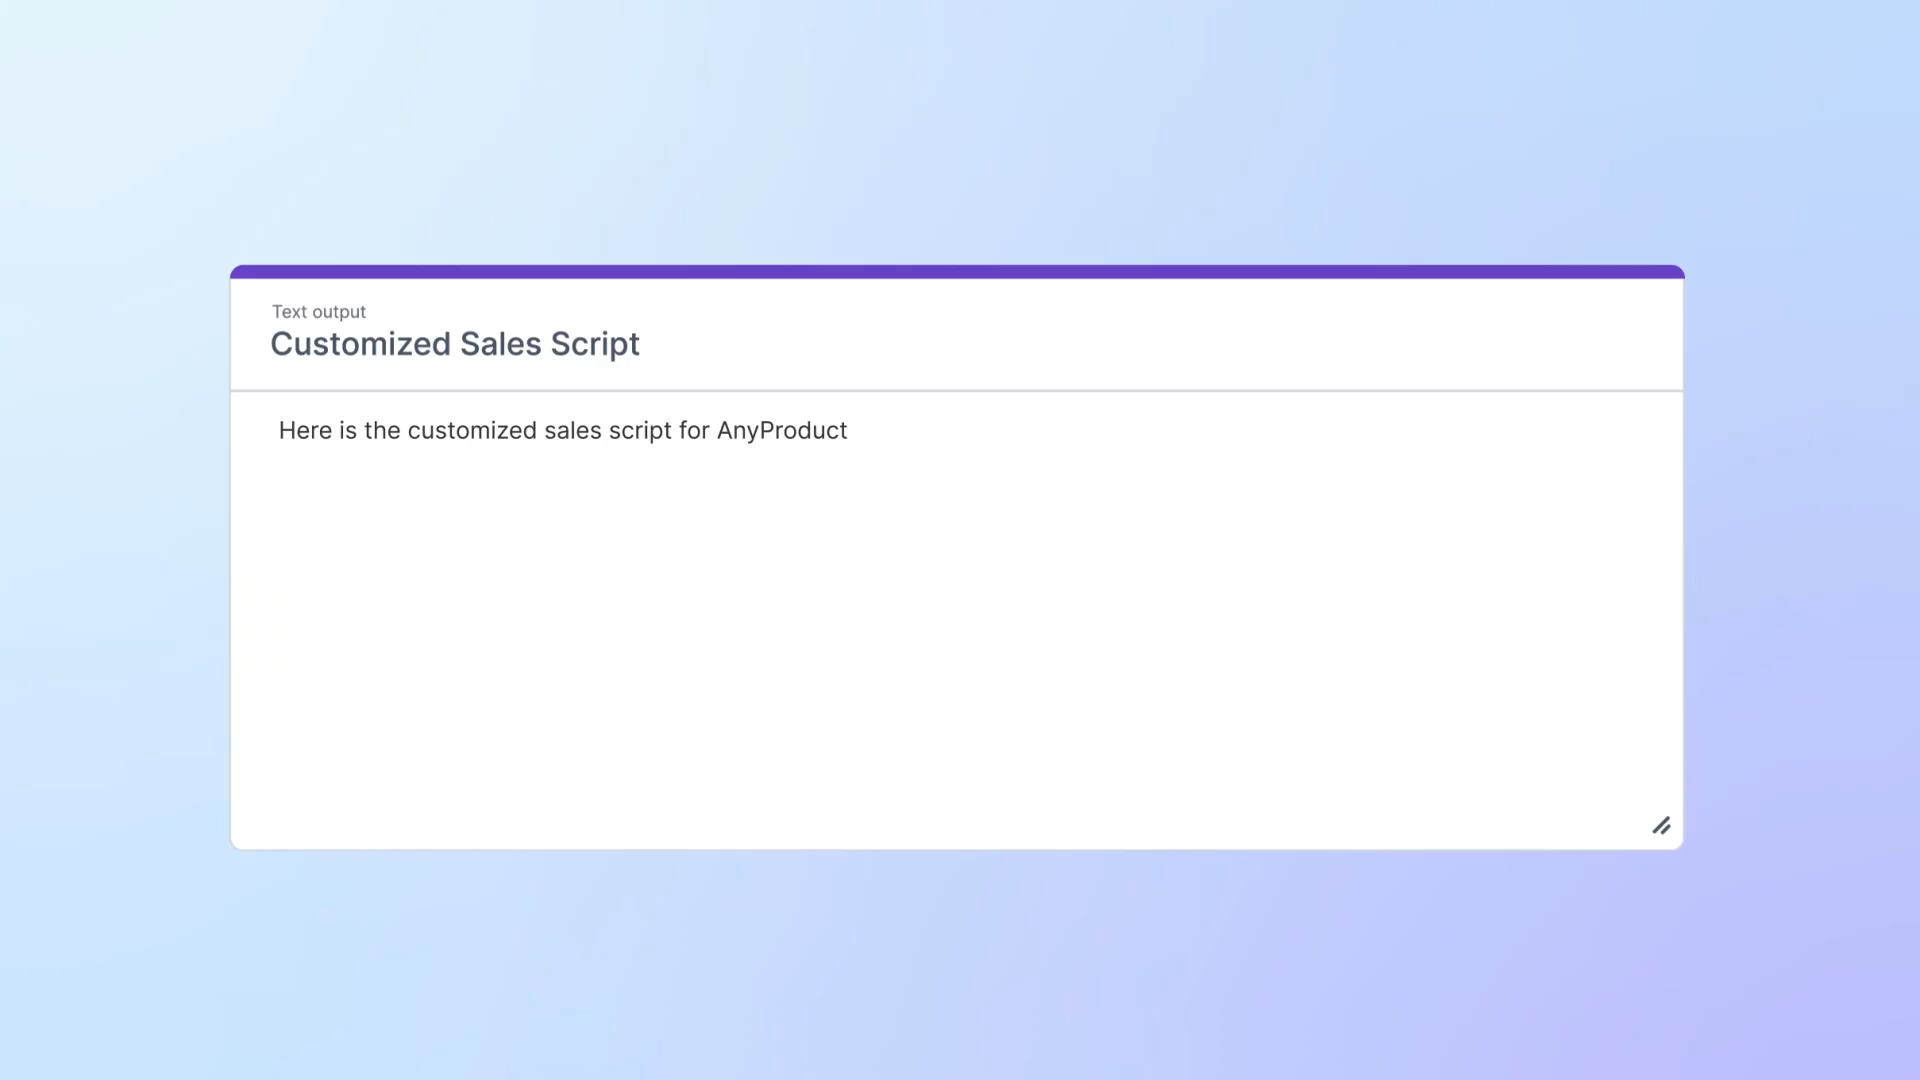 Text output
Customized Sales Script
Here is the customized sales script for AnyProduct